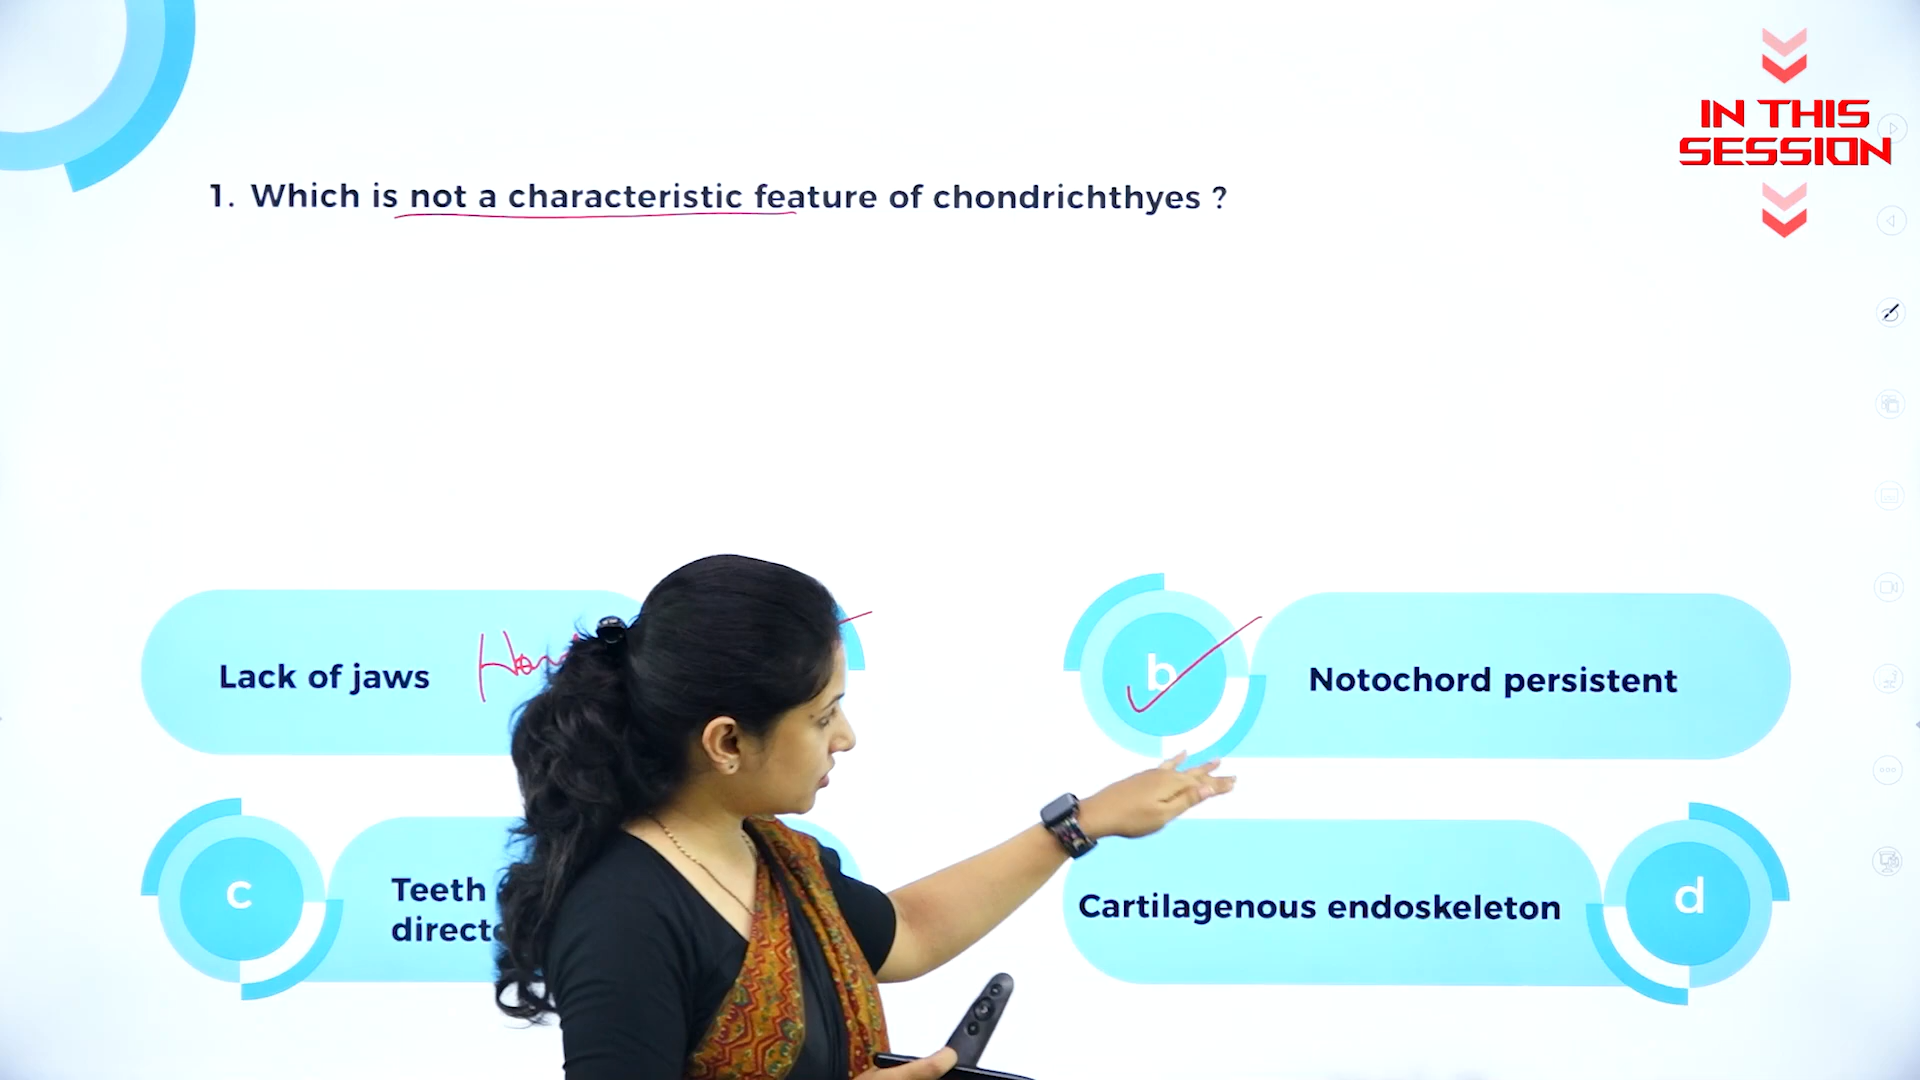 IN THIS
SESSION
1. Which is not a characteristic feature of chondrichthyes ?
Lack of jaws
b
Notochord persistent
c
Teeth
Cartilagenous endoskeleton
d